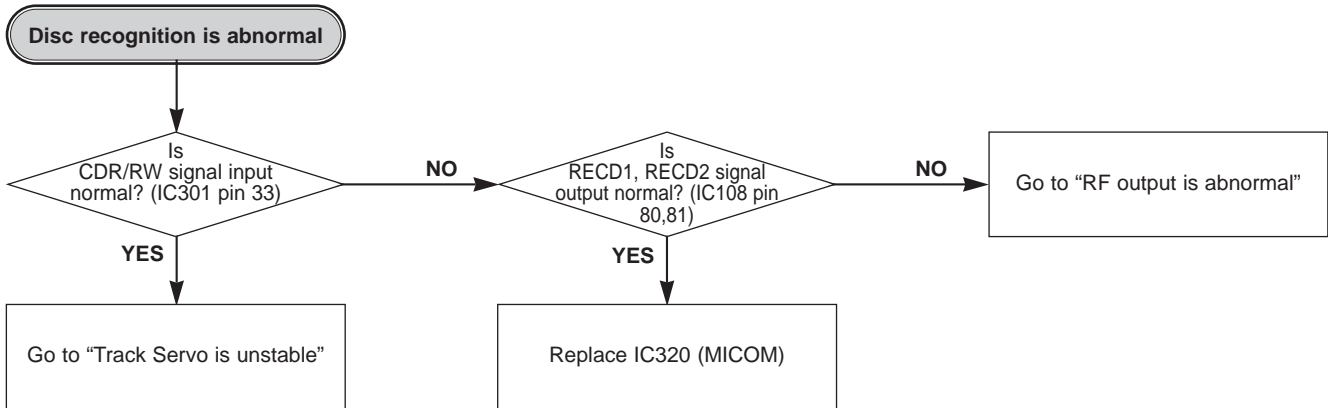 Disc recognition is abnormal
Is
CDR/RW signal input
normal? (IC301 pin 33)
NO
Is
RECD1, RECD2 signal
output normal? (IC108 pin
80,81)
NO
Go to “RF output is abnormal”
YES
YES
Go to “Track Servo is unstable”
Replace IC320 (MICOM)